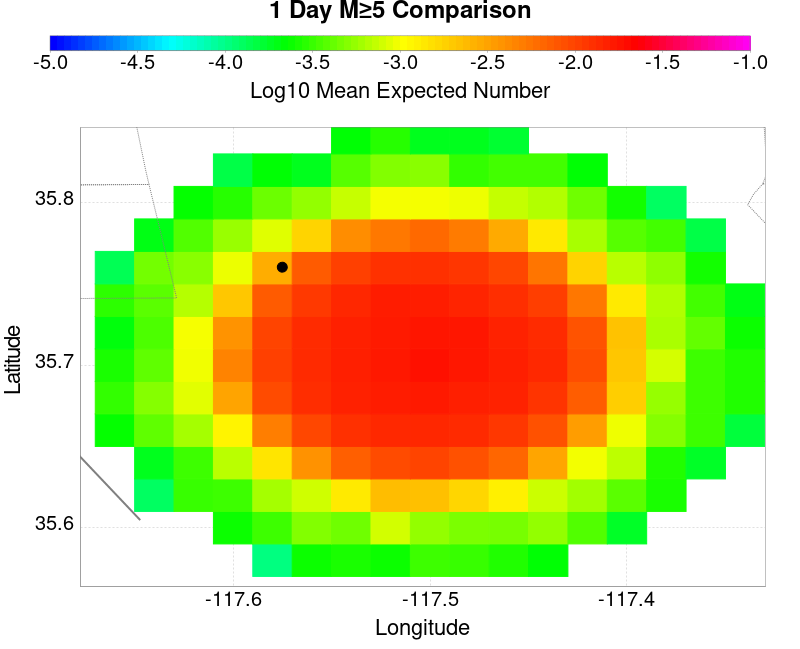 1 Day M≥5 Comparison
-5.0 -4.5 -4.0 -3.5 -3.0 -2.5 -2.0 -1.5 -1.0
Log10 Mean Expected Number
35.8
35.7
35.6
Latitude
-117.6 -117.5 -117.4
Longitude